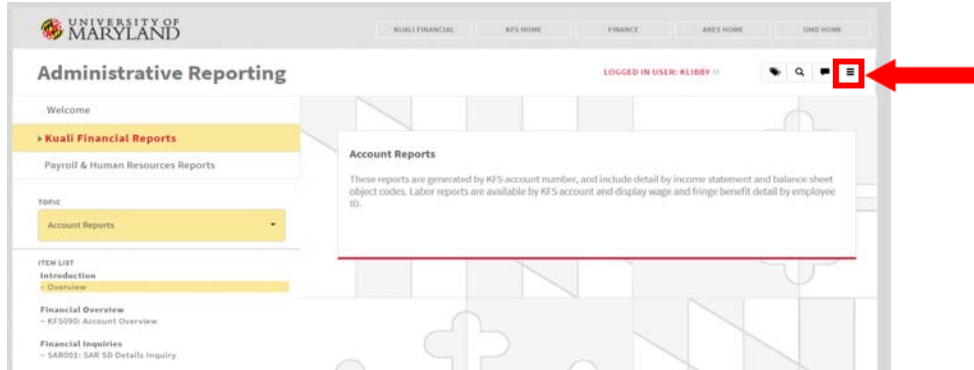 UNIVERSITY OF
MARYLAND
KUALI FINANCIAL
KFS HOME
FINANCE
ARES HOME
UMD HOME
Administrative Reporting
LOGGED IN USER: KLIBBY
Welcome
Kuali Financial Reports
Payroll & Human Resources Reports
TOPIC
Account Reports
ITEM LIST
Introduction
– Overview
Financial Overview
– KFS090: Account Overview
Financial Inquiries
– SAR001: SAR SD Details Inquiry
Account Reports
These reports are generated by KFS account number, and include detail by income statement and balance sheet
object codes. Labor reports are available by KFS account and display wage and fringe benefit detail by employee
ID.